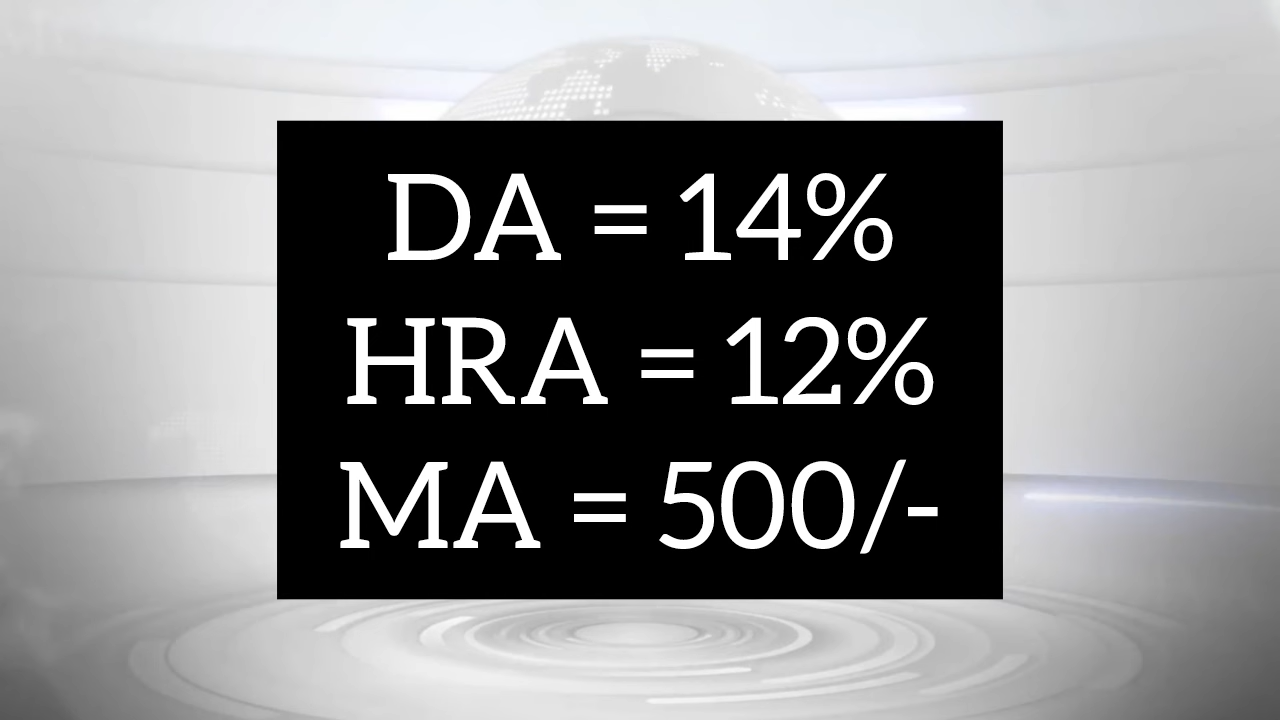 DA = 14%
HRA = 12%
MA = 500/-